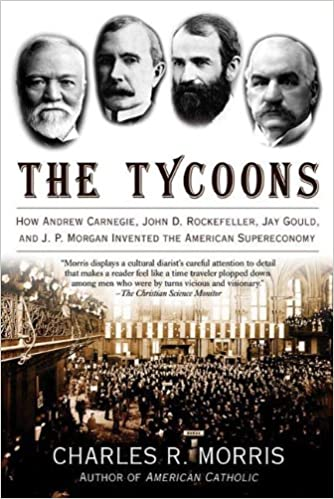 THE TYCOONS
HOW ANDREW CARNEGIE, JOHN D. ROCKEFELLER, JAY GOULD,
AND J. P. MORGAN INVENTED THE AMERICAN SUPERECONOMY
"Morris displays a cultural diarist's careful attention to detail
that makes a reader feel like a time traveler plopped down
among men who were by turns vicious and visionary."
—The Christian Science Monitor
CHARLES R. MORRIS
AUTHOR OF AMERICAN CATHOLIC